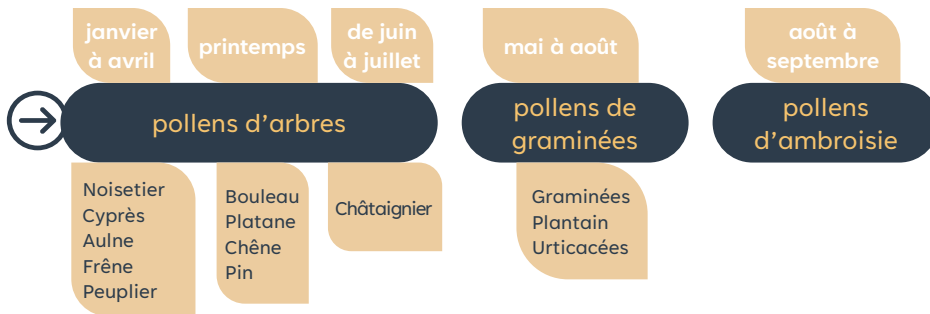 janvier
à avril
printemps
de juin
à juillet
mai à août
août à
septembre
pollens d'arbres
pollens de
graminées
pollens
d'ambroisie
Noisetier
Cyprès
Aulne
Frêne
Peuplier
Bouleau
Platane
Chêne
Pin
Châtaignier
Graminées
Plantain
Urticacées